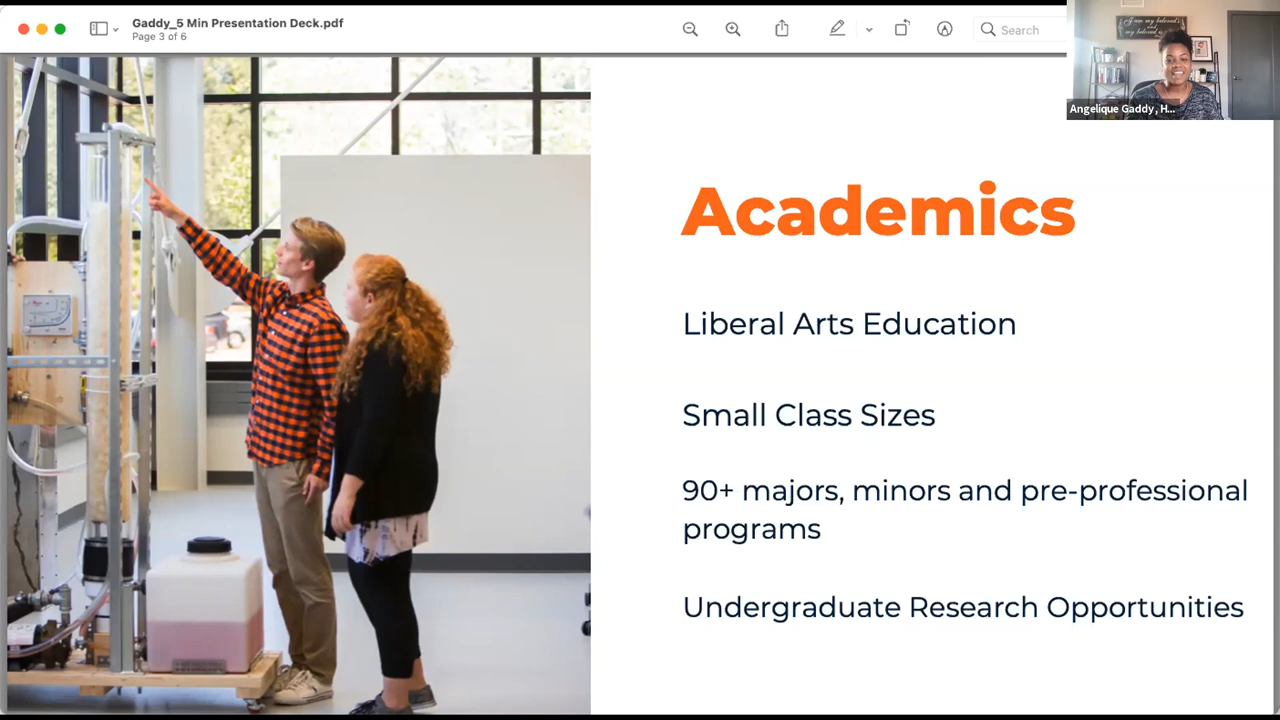 Gaddy_5 Min Presentation Deck.pdf
Page 3 of 6
Search
Angelique Gaddy, H...
Academics
Liberal Arts Education
Small Class Sizes
90+ majors, minors and pre-professional
programs
Undergraduate Research Opportunities